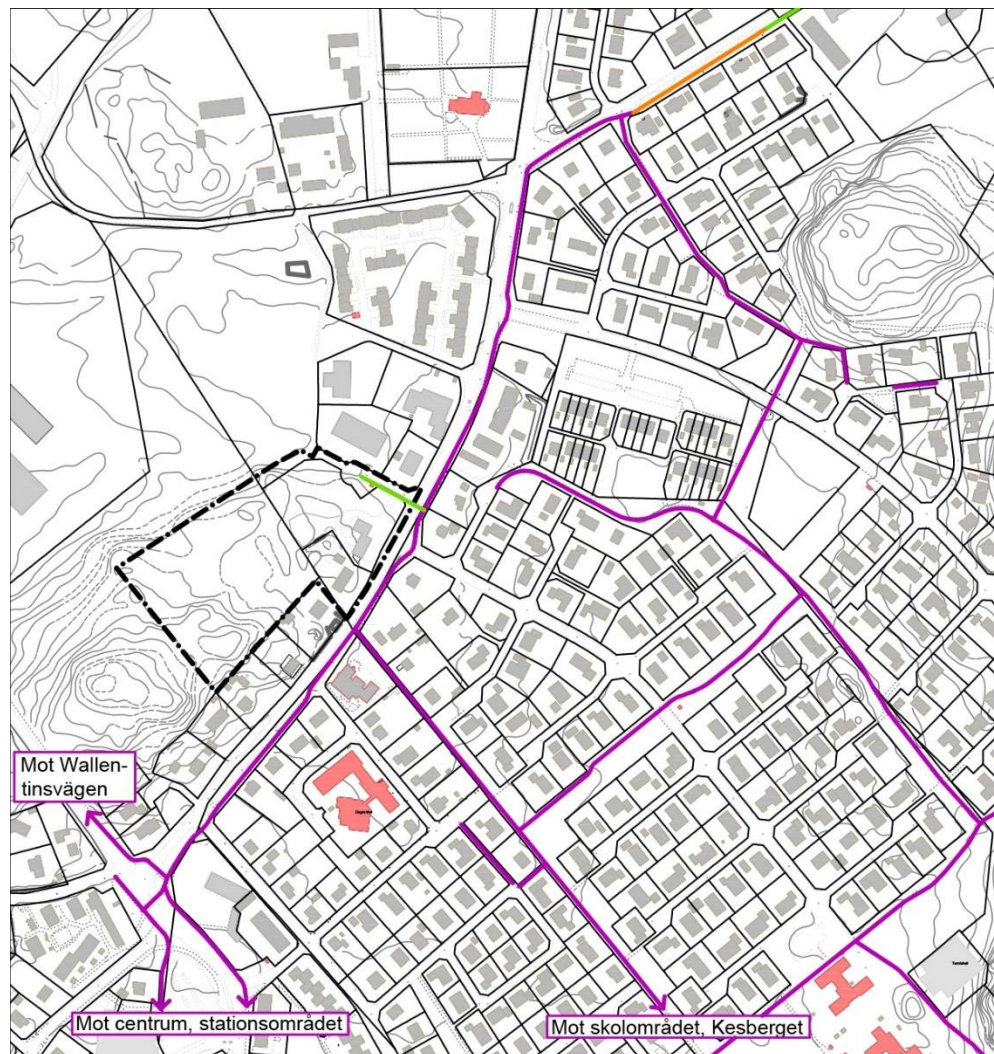 Mot Wallen-
tinsvägen
Mot centrum, stationsområdet
Mot skolområdet, Kesberget